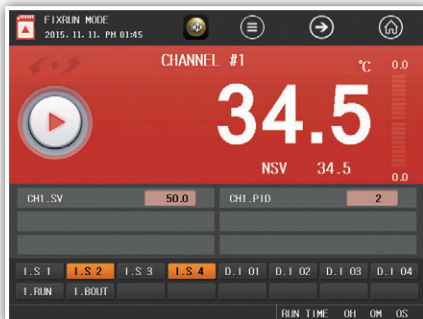 FIXRUN MODE
2015. 11. 11. PM 01:45
CHANNEL #1
℃ 0.0
34.5
NSV 34.5
0.0
CH1.SV 50.0 CH1.PID 2
I.S 1 I.S 2 I.S 3 I.S 4 D.I 01 D.I 02 D.I 03 D.I 04
1.RUN 1.BOUT
RUN TIME 0H 0M 0S